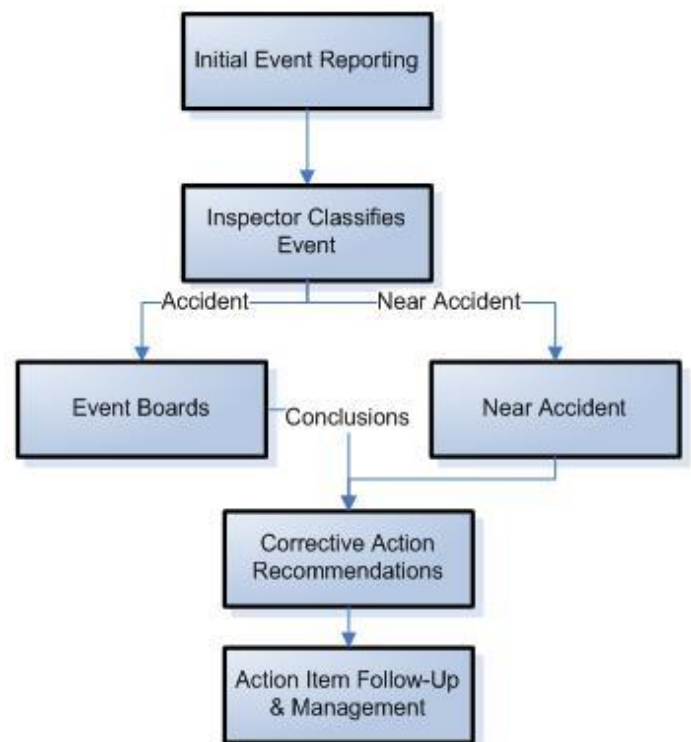 Initial Event Reporting
Inspector Classifies
Event
Accident
Near Accident
Event Boards
Conclusions
Near Accident
Corrective Action
Recommendations
Action Item Follow-Up
& Management